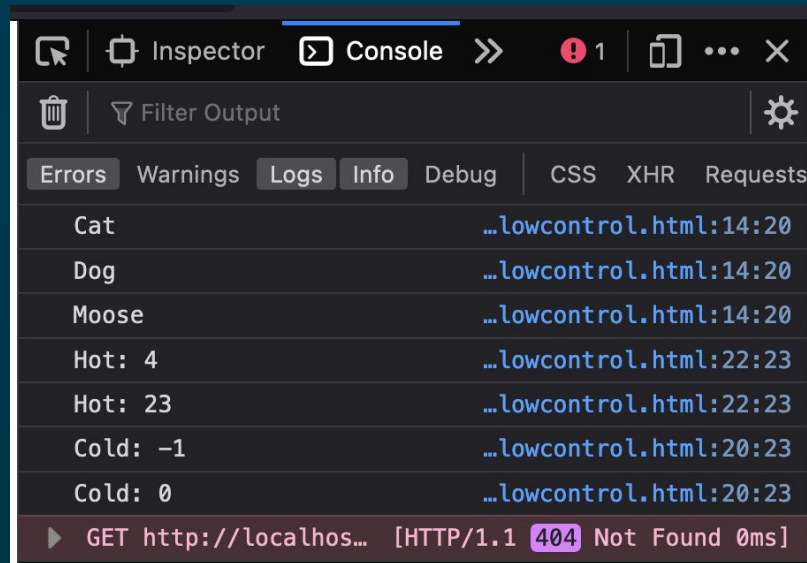 Inspector Console 1
Filter Output
Errors Warnings Logs Info Debug CSS XHR Requests
Cat …lowcontrol.html:14:20
Dog …lowcontrol.html:14:20
Moose …lowcontrol.html:14:20
Hot: 4 …lowcontrol.html:22:23
Hot: 23 …lowcontrol.html:22:23
Cold: -1 …lowcontrol.html:20:23
Cold: 0 …lowcontrol.html:20:23
GET http://localhos… [HTTP/1.1 404 Not Found 0ms]